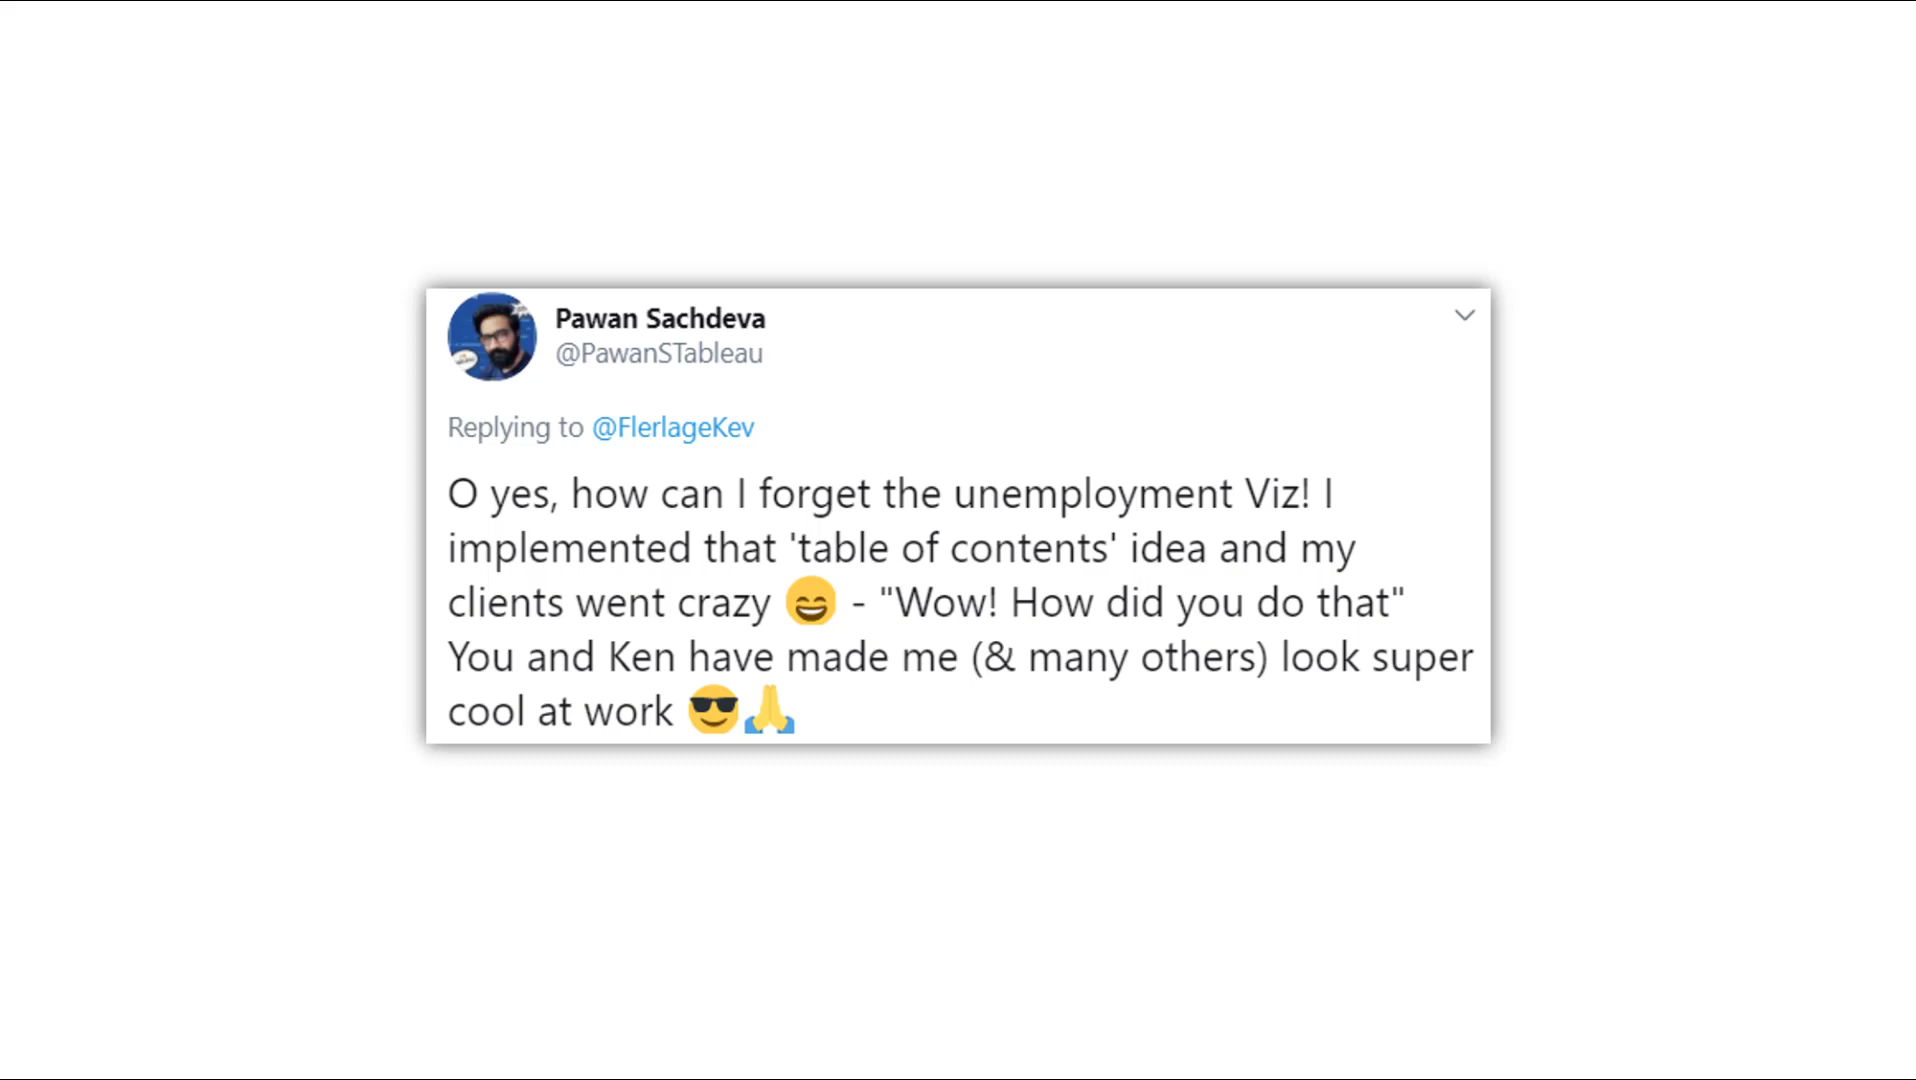 Pawan Sachdeva
@PawanSTableau
Replying to @FlerlageKev
O yes, how can I forget the unemployment Viz! I
implemented that 'table of contents' idea and my
clients went crazy 😄 - "Wow! How did you do that"
You and Ken have made me (& many others) look super
cool at work 😎🙏